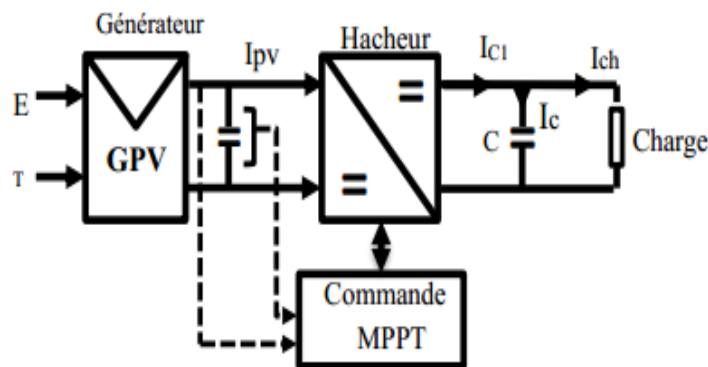 Générateur
Ipv
Hacheur
IC1
Ich
E
T
GPV
=
=
Ic
C
Charge
Commande
MPPT